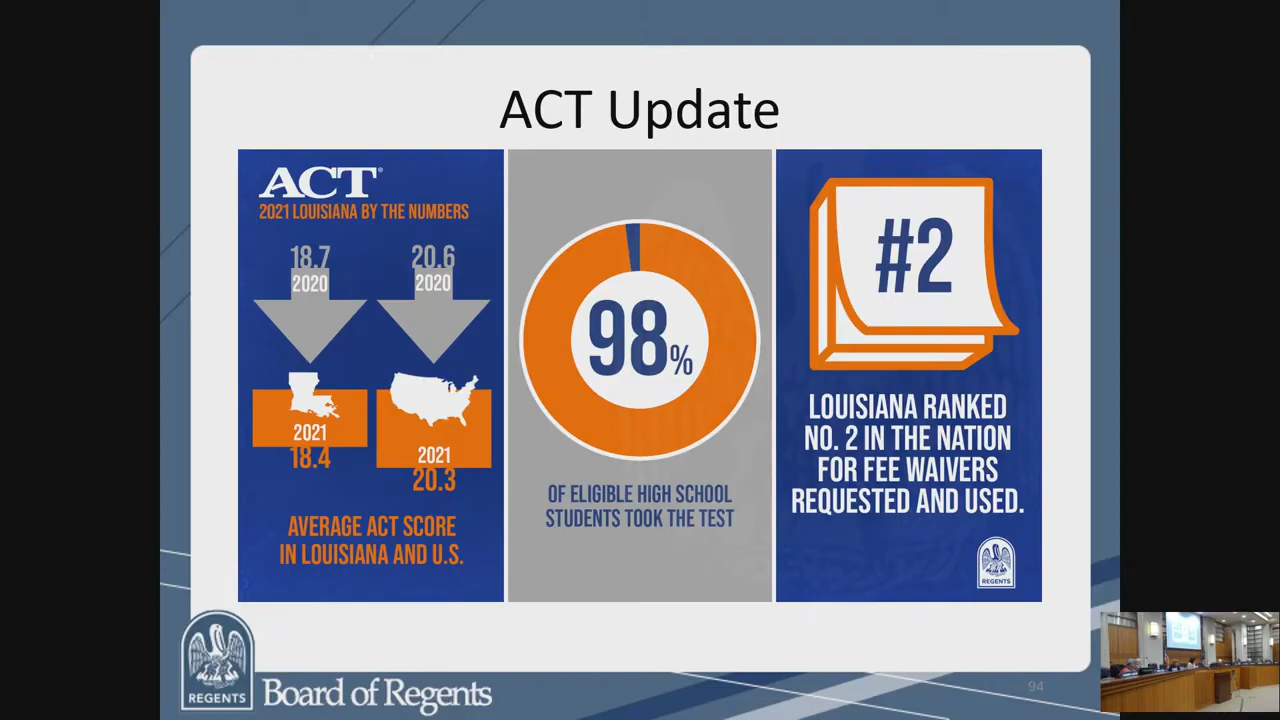 ACT Update
ACT®
2021 LOUISIANA BY THE NUMBERS
18.7
2020
20.6
2020
2021
18.4
2021
20.3
AVERAGE ACT SCORE
IN LOUISIANA AND U.S.
98%
OF ELIGIBLE HIGH SCHOOL
STUDENTS TOOK THE TEST
#2
LOUISIANA RANKED
NO. 2 IN THE NATION
FOR FEE WAIVERS
REQUESTED AND USED.
REGENTS
REGENTS
Board of Regents
94